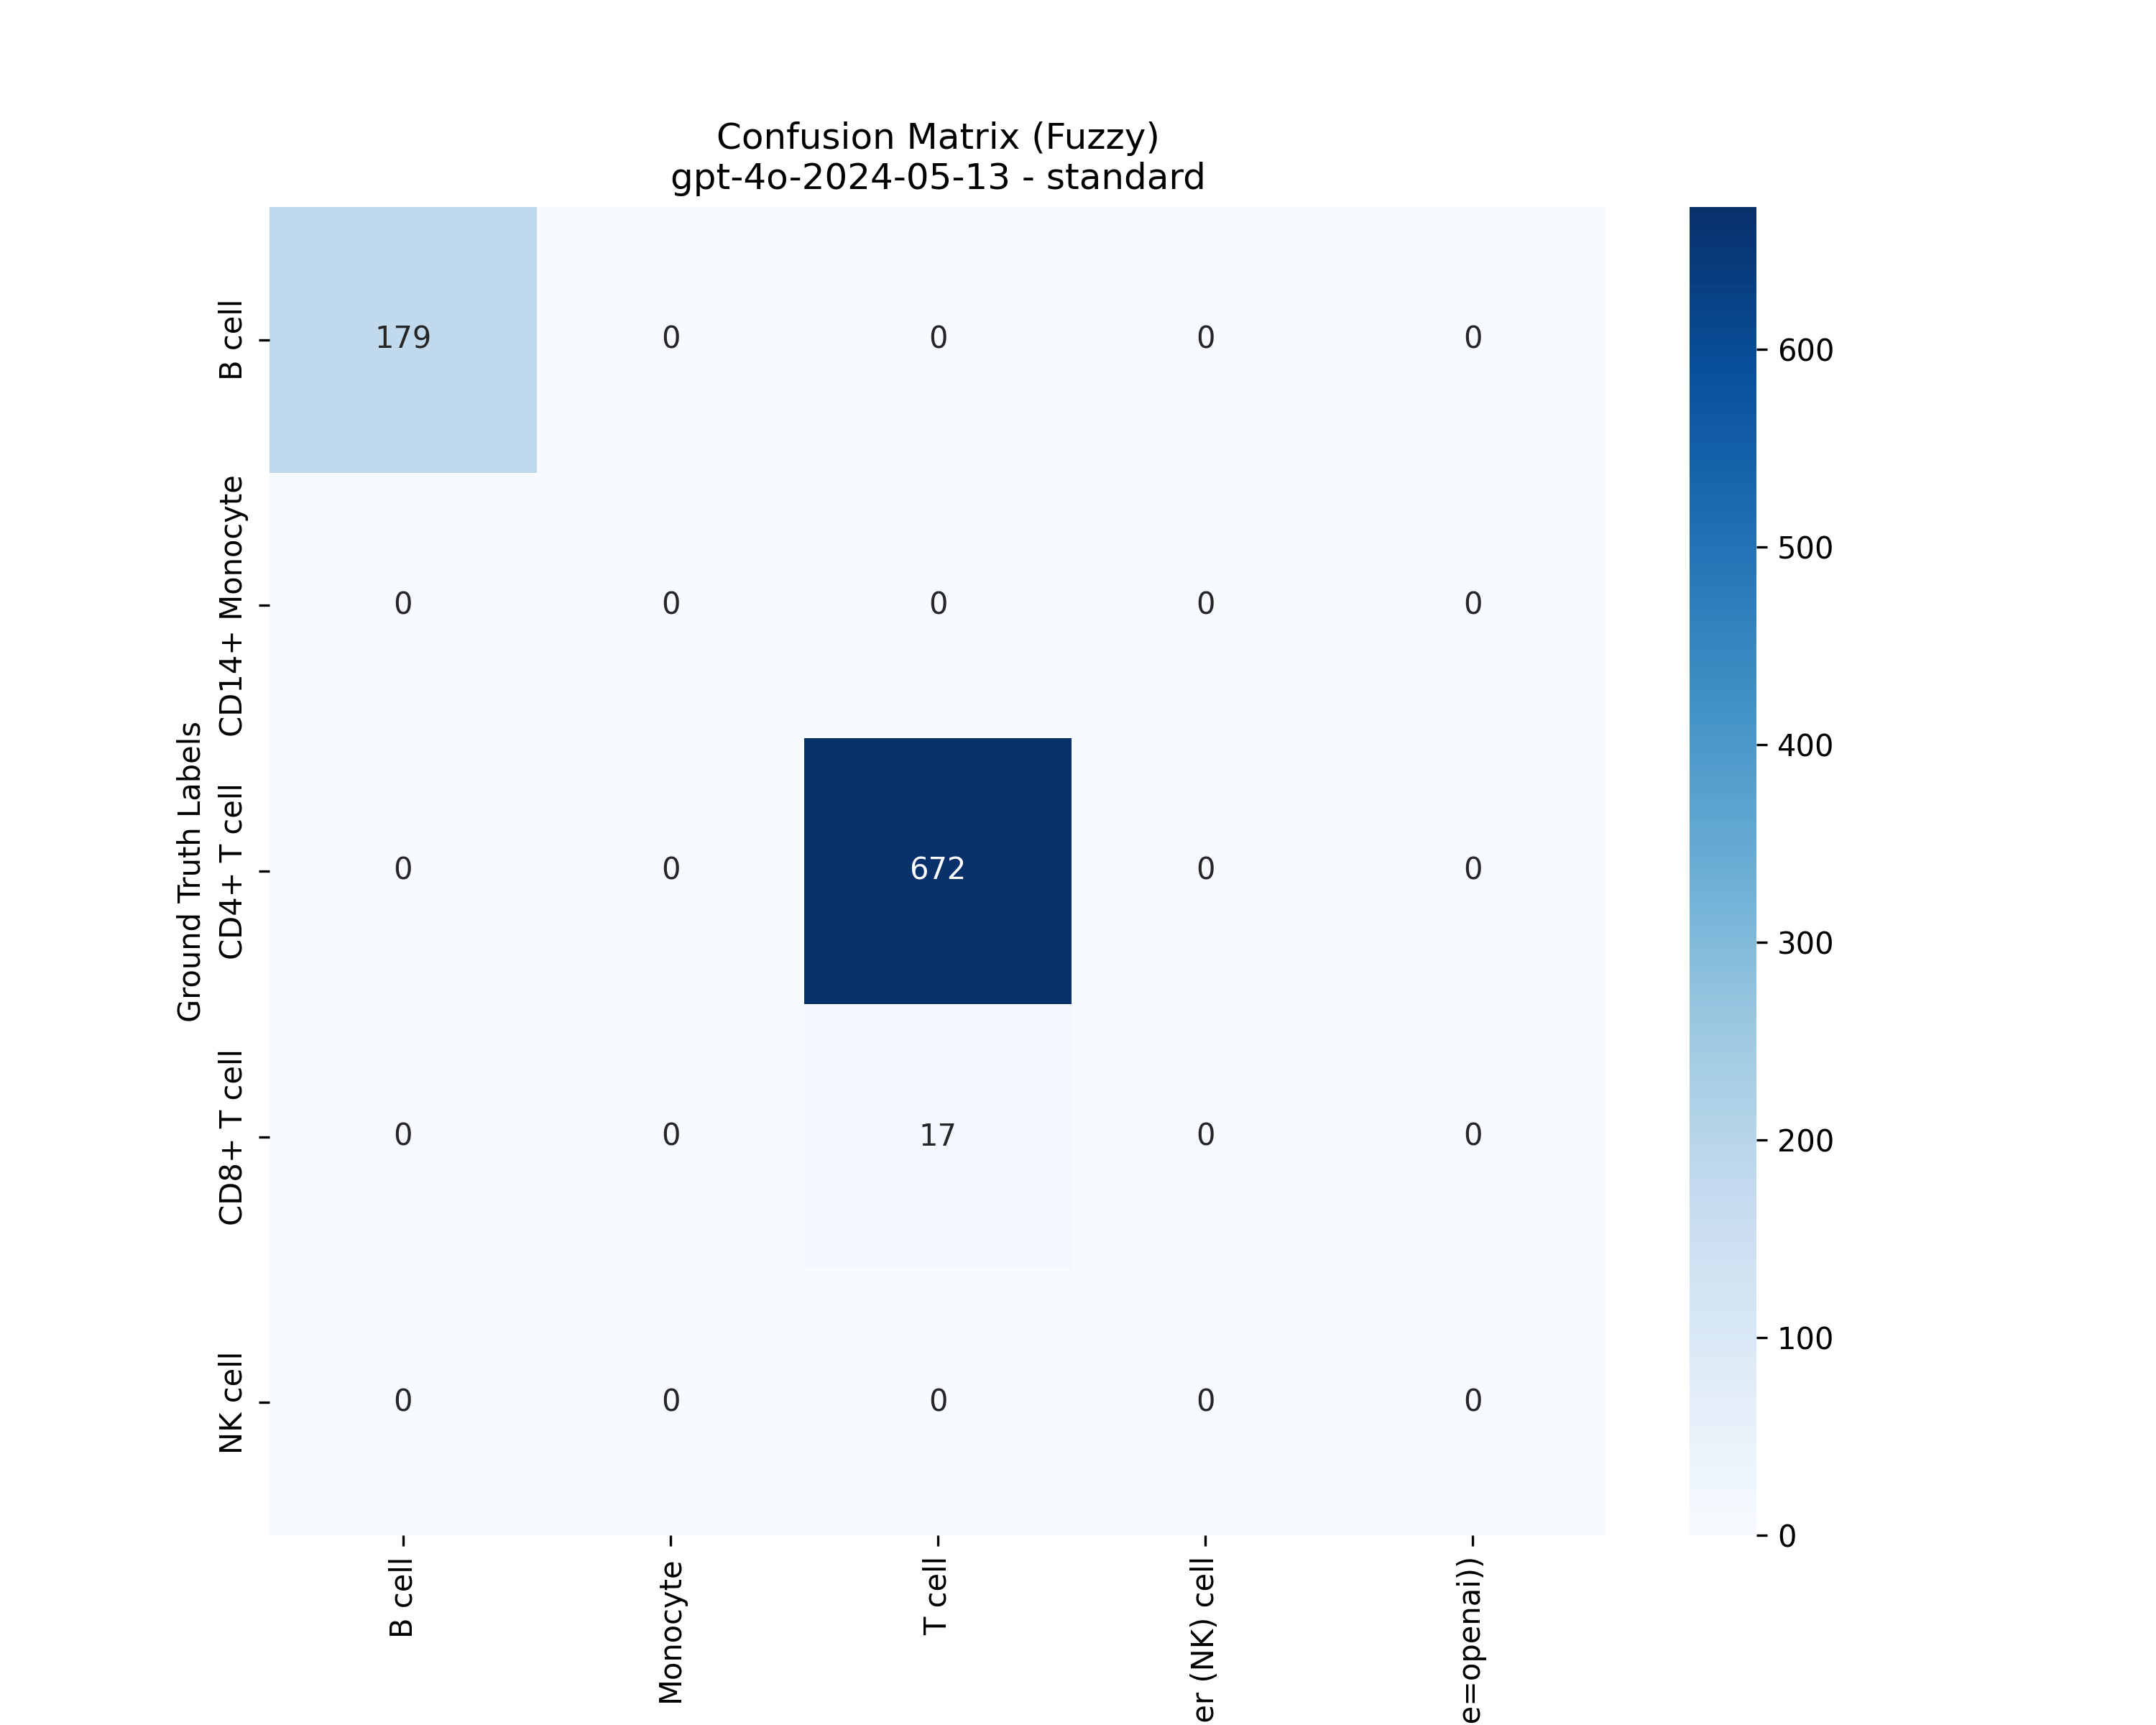 Confusion Matrix (Fuzzy)
gpt-4o-2024-05-13 - standard
Ground Truth Labels
B cell
179 0 0 0 0
CD14+ Monocyte
0 0 0 0 0
CD4+ T cell
0 0 672 0 0
CD8+ T cell
0 0 17 0 0
NK cell
0 0 0 0 0
B cell
Monocyte
T cell
er (NK) cell
e=openai))
600
500
400
300
200
100
0